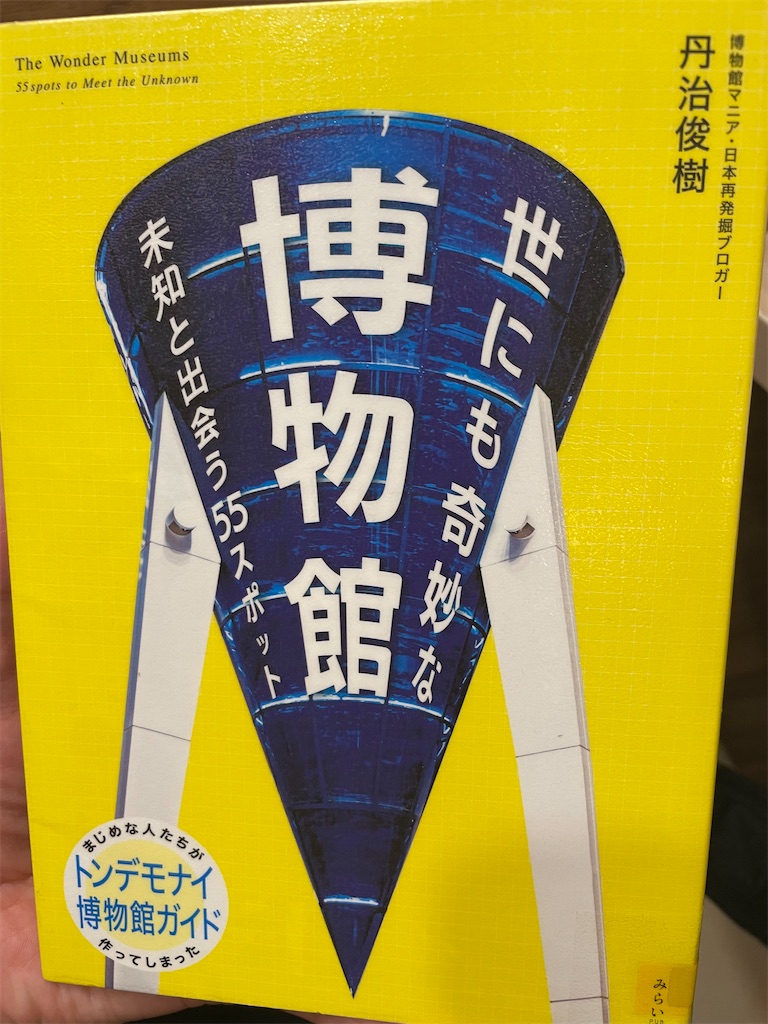 The Wonder Museums
55 spots to Meet the Unknown
博物館マニア・日本再発掘ブロガー
丹治俊樹
世にも奇妙な
博物館
未知と出会う55スポット
まじめな人たちが
トンデモナイ
博物館ガイド
作ってしまった
みらい
PUB